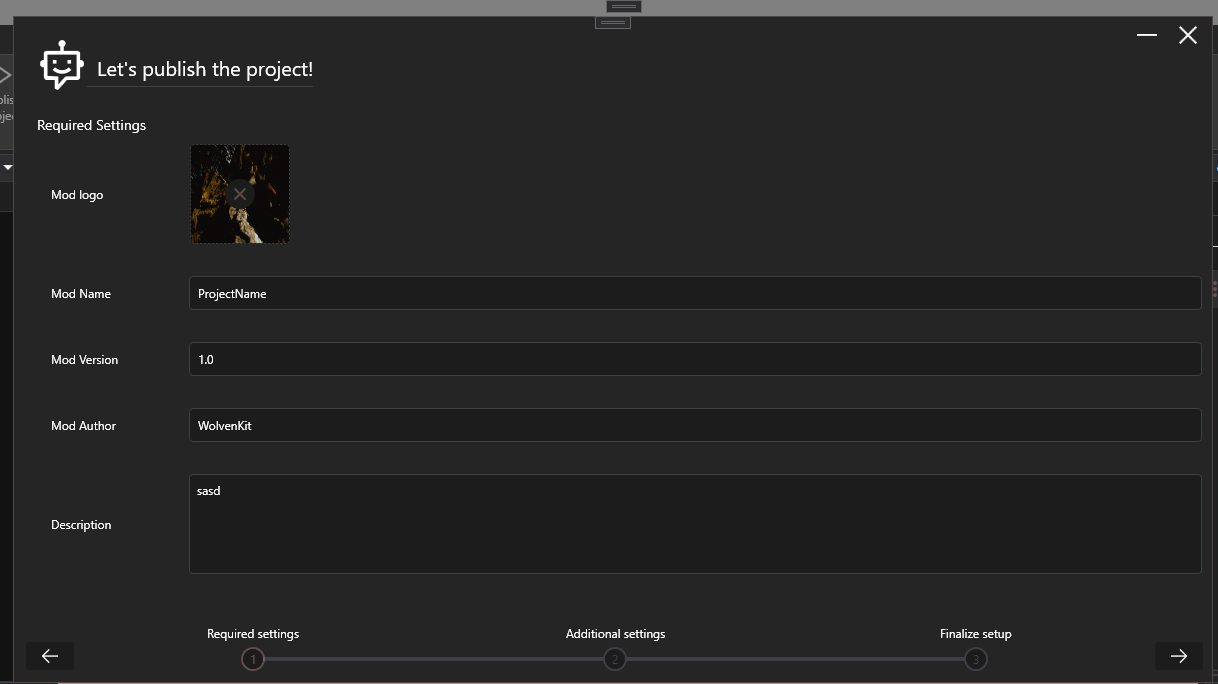 Let's publish the project!
Required Settings
Mod logo
Mod Name
ProjectName
Mod Version
1.0
Mod Author
WolvenKit
Description
sasd
Required settings
Additional settings
Finalize setup
1
2
3